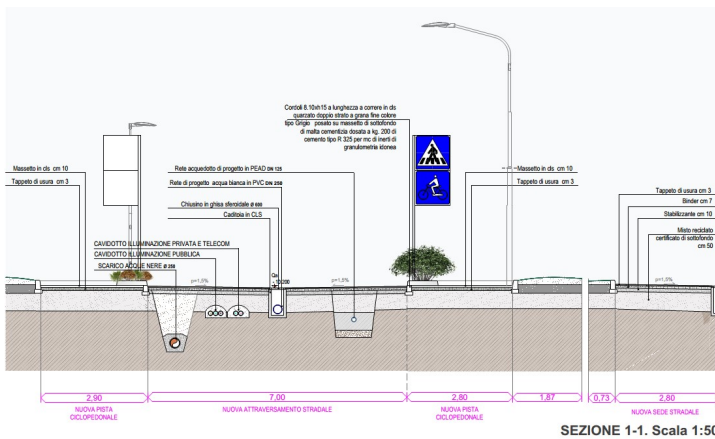 Cordoli 8.10xh15 a lunghezza a correre in cls
quarzato doppio strato a grana fine colore
tipo Grigio posato su massetto di sottofondo
di malta cementizia dosata a kg. 200 di
cemento tipo R 325 per mc di inerti di
granulometria idonea
Massetto in cls cm 10
Tappeto di usura cm 3
Rete acquedotto di progetto in PEAD DN 125
Rete di progetto acqua bianca in PVC DN 250
Chiusino in ghisa sferoidale Ø 600
Caditoia in CLS
CAVIDOTTO ILLUMINAZIONE PRIVATA E TELECOM
CAVIDOTTO ILLUMINAZIONE PUBBLICA
SCARICO ACQUE NERE Ø 250
Massetto in cls cm 10
Tappeto di usura cm 3
Tappeto di usura cm 3
Binder cm 7
Stabilizzante cm 10
Misto reciclato
certificato di sottofondo
cm 50
p=1,5%
p=1,5%
p=1,5%
2,90
7,00
2,80
1,87
0,73
2,80
NUOVA PISTA
CICLOPEDONALE
NUOVA ATTRAVERSAMENTO STRADALE
NUOVA PISTA
CICLOPEDONALE
NUOVA SEDE STRADALE
SEZIONE 1-1. Scala 1:50